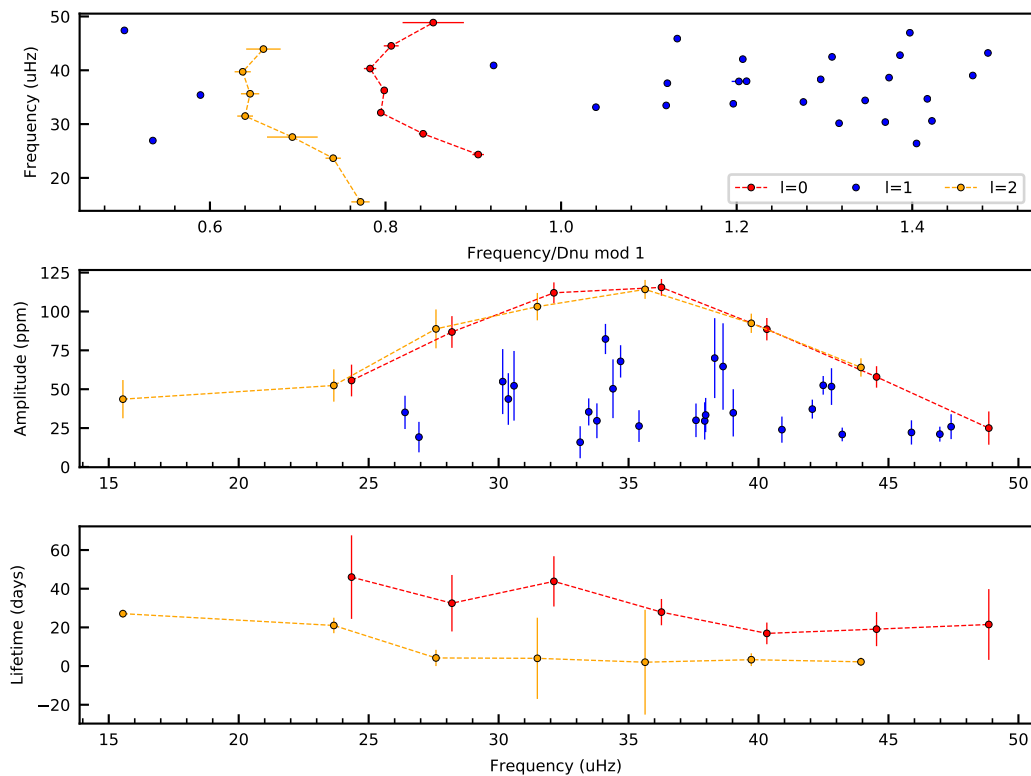 50
40
30
20
Frequency (uHz)
l=0 l=1 l=2
0.6 0.8 1.0 1.2 1.4
Frequency/Dnu mod 1
125
100
75
50
25
0
Amplitude (ppm)
15 20 25 30 35 40 45 50
60
40
20
0
−20
Lifetime (days)
15 20 25 30 35 40 45 50
Frequency (uHz)